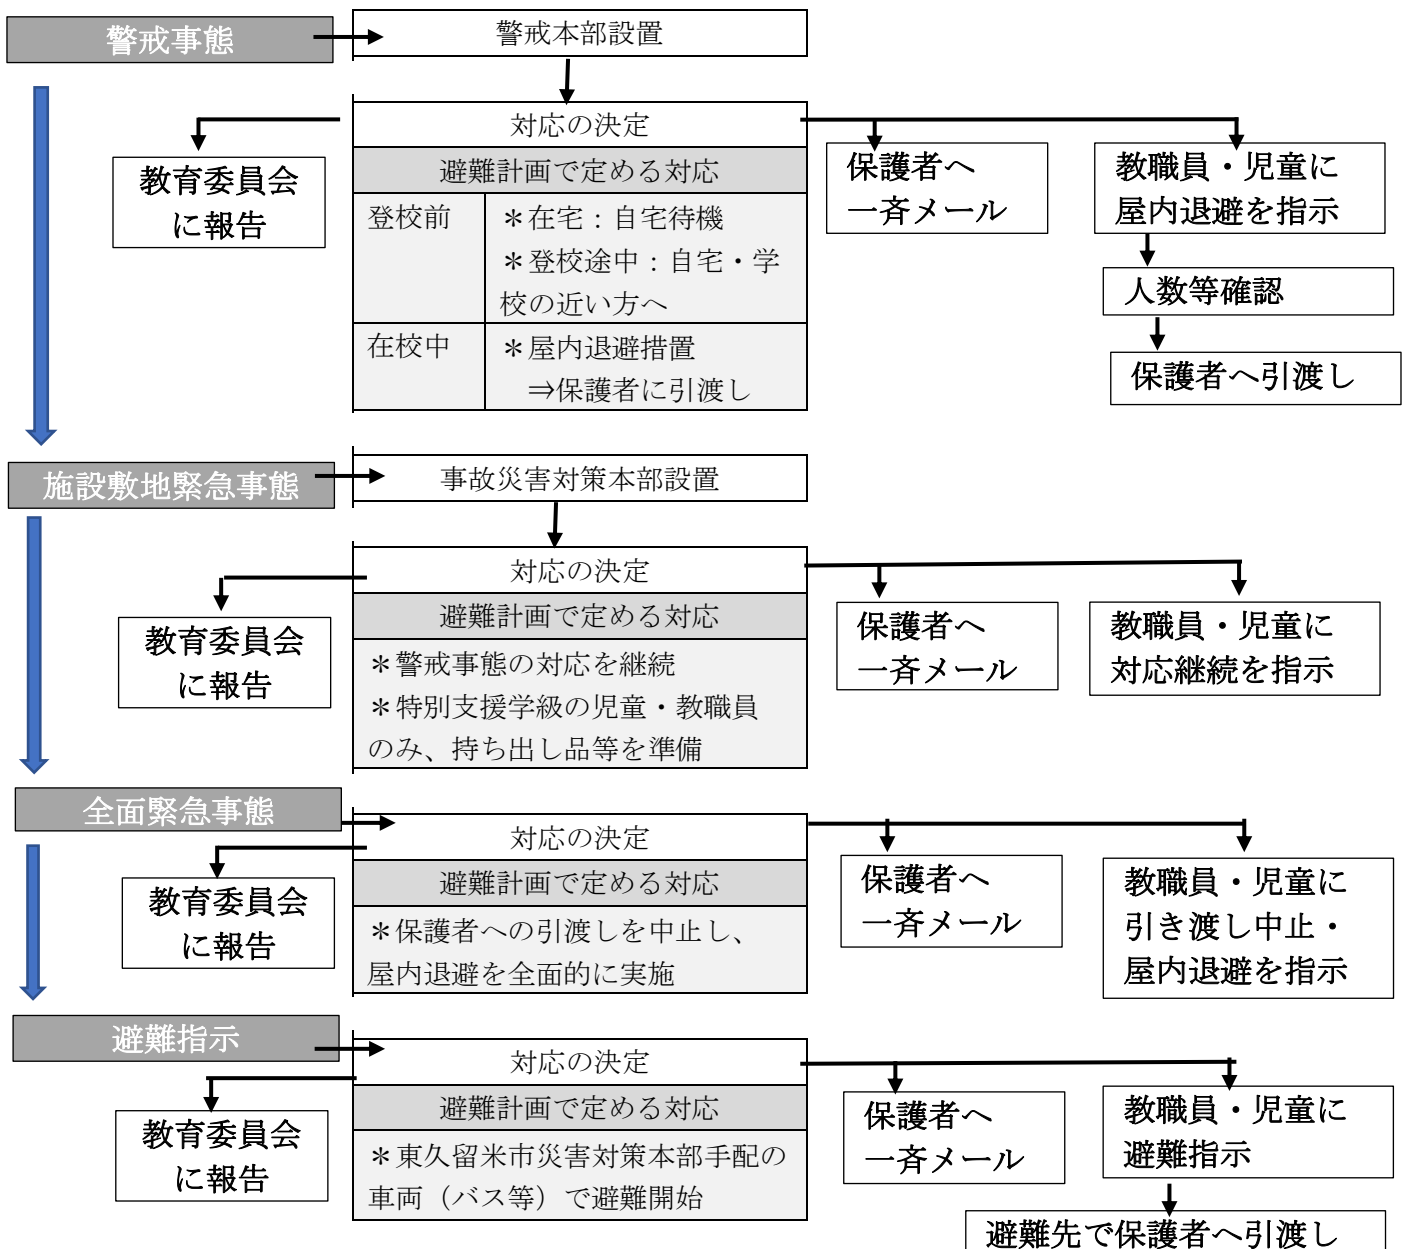 警戒事態
警戒本部設置
対応の決定
避難計画で定める対応
登校前
＊在宅：自宅待機
＊登校途中：自宅・学
校の近い方へ
在校中
＊屋内退避措置
⇒保護者に引渡し
教育委員会
に報告
保護者へ
一斉メール
教職員・児童に
屋内退避を指示
人数等確認
保護者へ引渡し
施設敷地緊急事態
事故災害対策本部設置
対応の決定
避難計画で定める対応
＊警戒事態の対応を継続
＊特別支援学級の児童・教職員
のみ、持ち出し品等を準備
教育委員会
に報告
保護者へ
一斉メール
教職員・児童に
対応継続を指示
全面緊急事態
対応の決定
避難計画で定める対応
＊保護者への引渡しを中止し、
屋内退避を全面的に実施
教育委員会
に報告
保護者へ
一斉メール
教職員・児童に
引き渡し中止・
屋内退避を指示
避難指示
対応の決定
避難計画で定める対応
＊東久留米市災害対策本部手配の
車両（バス等）で避難開始
教育委員会
に報告
保護者へ
一斉メール
教職員・児童に
避難指示
避難先で保護者へ引渡し